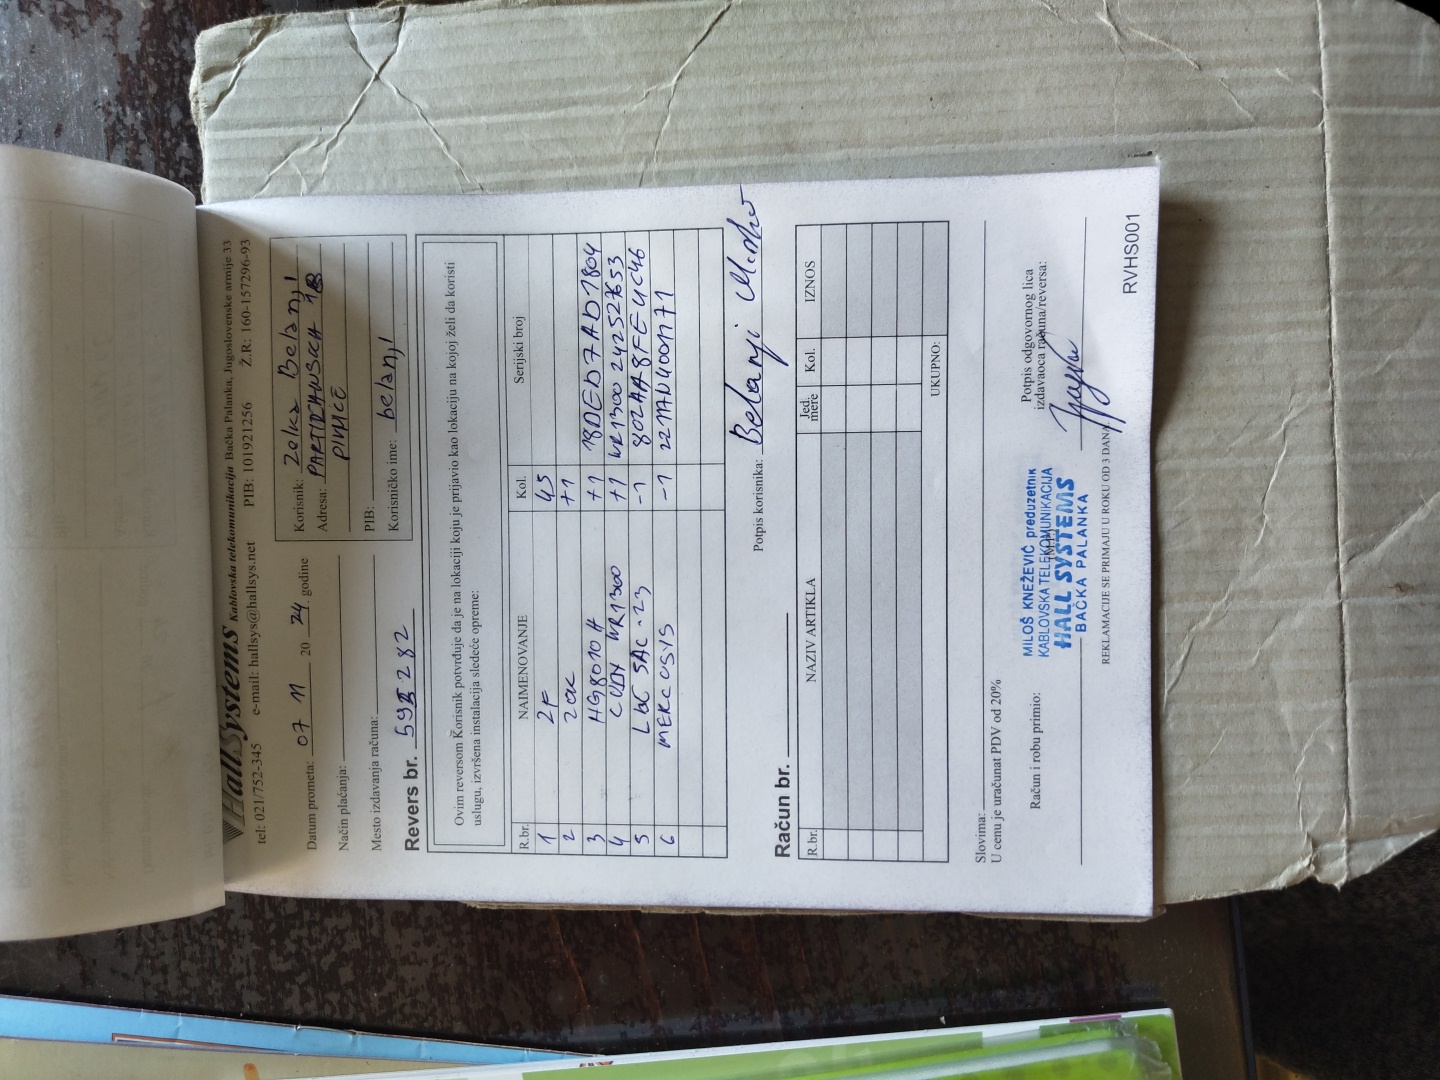 HallSystems Kablovska telekomunikacija Bačka Palanka, Jugoslovenske armije 33
tel: 021/752-345 e-mail: hallsys@hallsys.net PIB: 101921256 Ž.R: 160-157296-93
Datum prometa: 07 11 2024. godine
Način plaćanja:
Mesto izdavanja računa:
Korisnik: Zelka Belanji
Adresa:
PIVNICE
PIB:
Korisničko ime: belanji
Revers br. 592282
Ovim reversom Korisnik potvrđuje da je na lokaciji koju je prijavio kao lokaciju na kojoj želi da koristi
uslugu, izvršena instalacija sledeće opreme:
R.br. NAIMENOVANJE Kol. Serijski broj
1 2F 45
2 zak +1
3 HG8010H +1 18DED7AD1804
4 CUDY WR1300 +1
5 -1 802AA8FE4C46
6 MERCUSYS -1
Potpis korisnika: Belanji
Račun br.
R.br. NAZIV ARTIKLA Jed. mere Kol. IZNOS
UKUPNO:
Slovima:
U cenu je uračunat PDV od 20%
Račun i robu primio:
MILOŠ KNEŽEVIĆ preduzetnik
KABLOVSKA TELEKOMUNIKACIJA
HALL SYSTEMS
BAČKA PALANKA
Potpis odgovornog lica
izdavaoca računa/reversa:
REKLAMACIJE SE PRIMAJU U ROKU OD 3 DANA
RVHS001